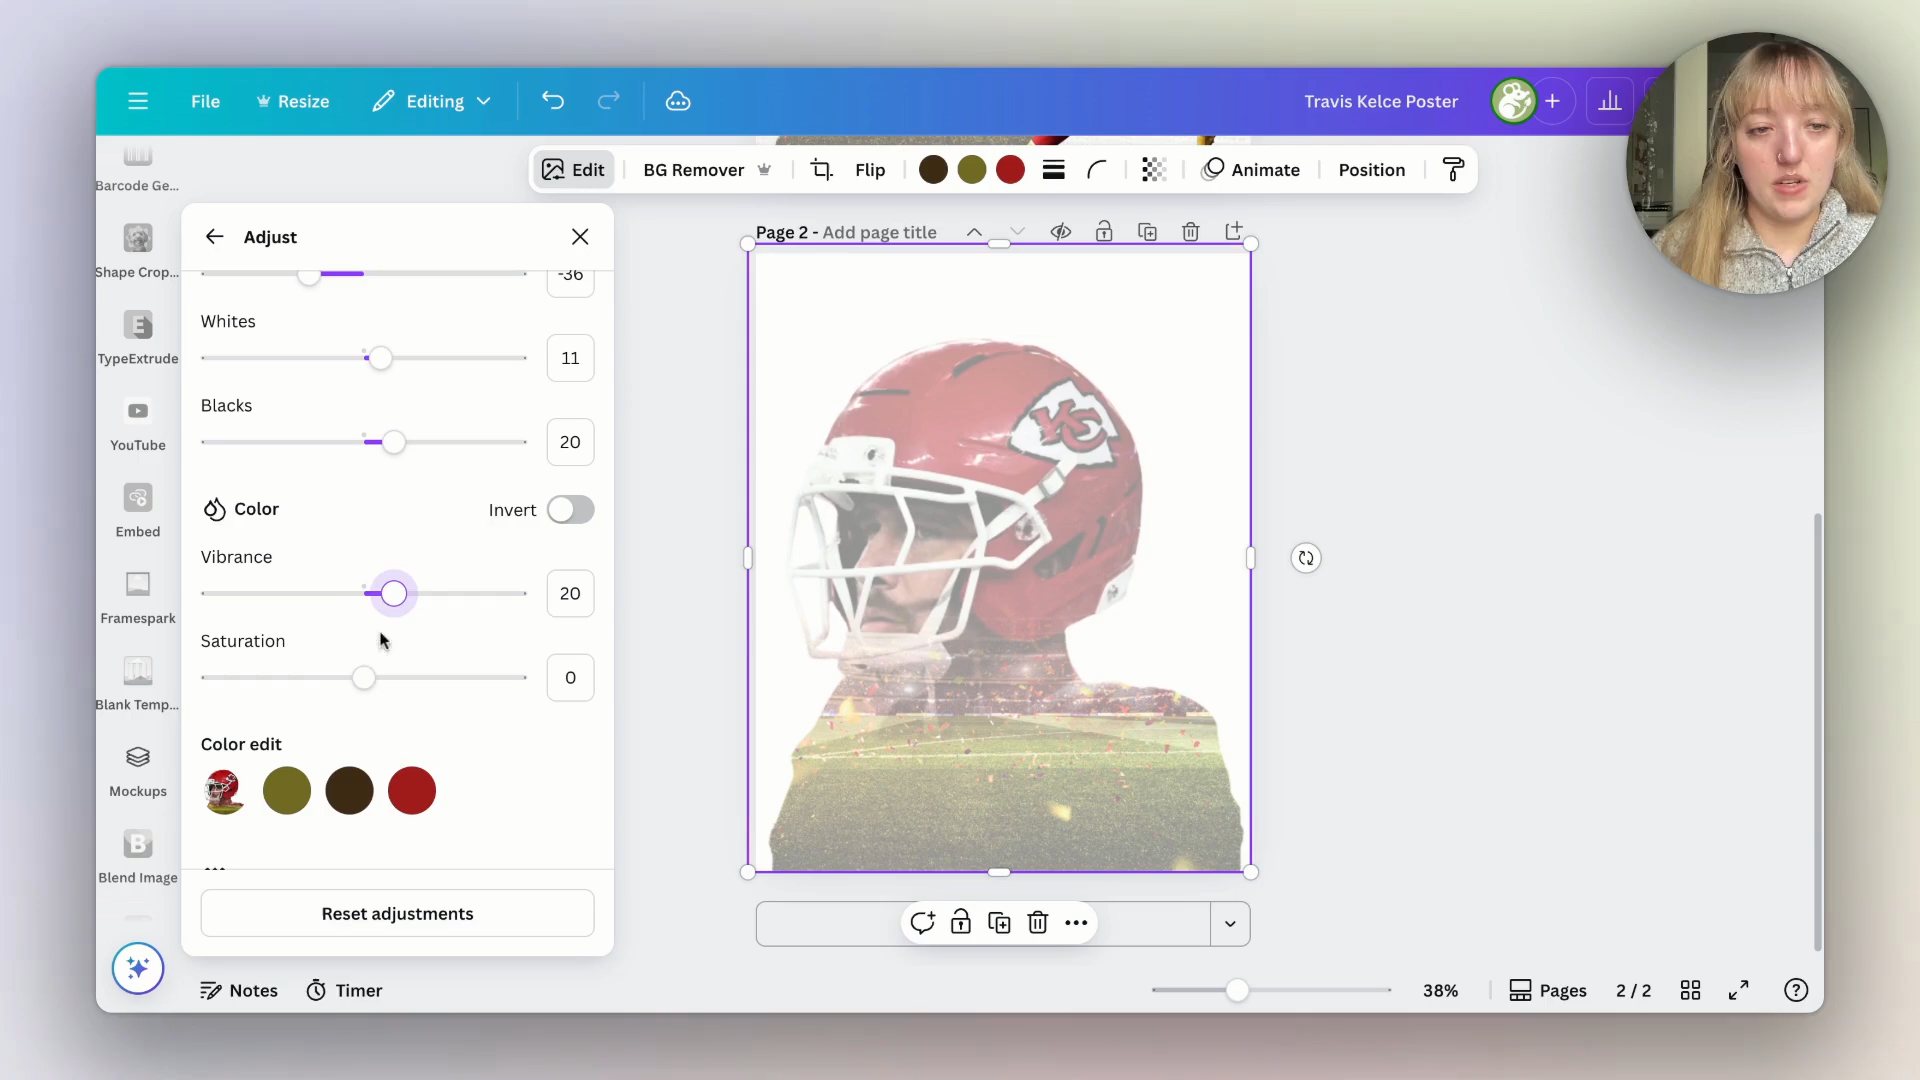 File
Resize
Editing
Travis Kelce Poster
Edit
BG Remover
Flip
Animate
Position
Barcode Ge...
Shape Crop...
TypeExtrude
YouTube
Embed
Framespark
Blank Temp...
Mockups
Blend Image
Adjust
-36
Whites
11
Blacks
20
Color
Invert
Vibrance
20
Saturation
0
Color edit
Reset adjustments
Page 2 - Add page title
KC
Notes
Timer
38%
Pages
2 / 2